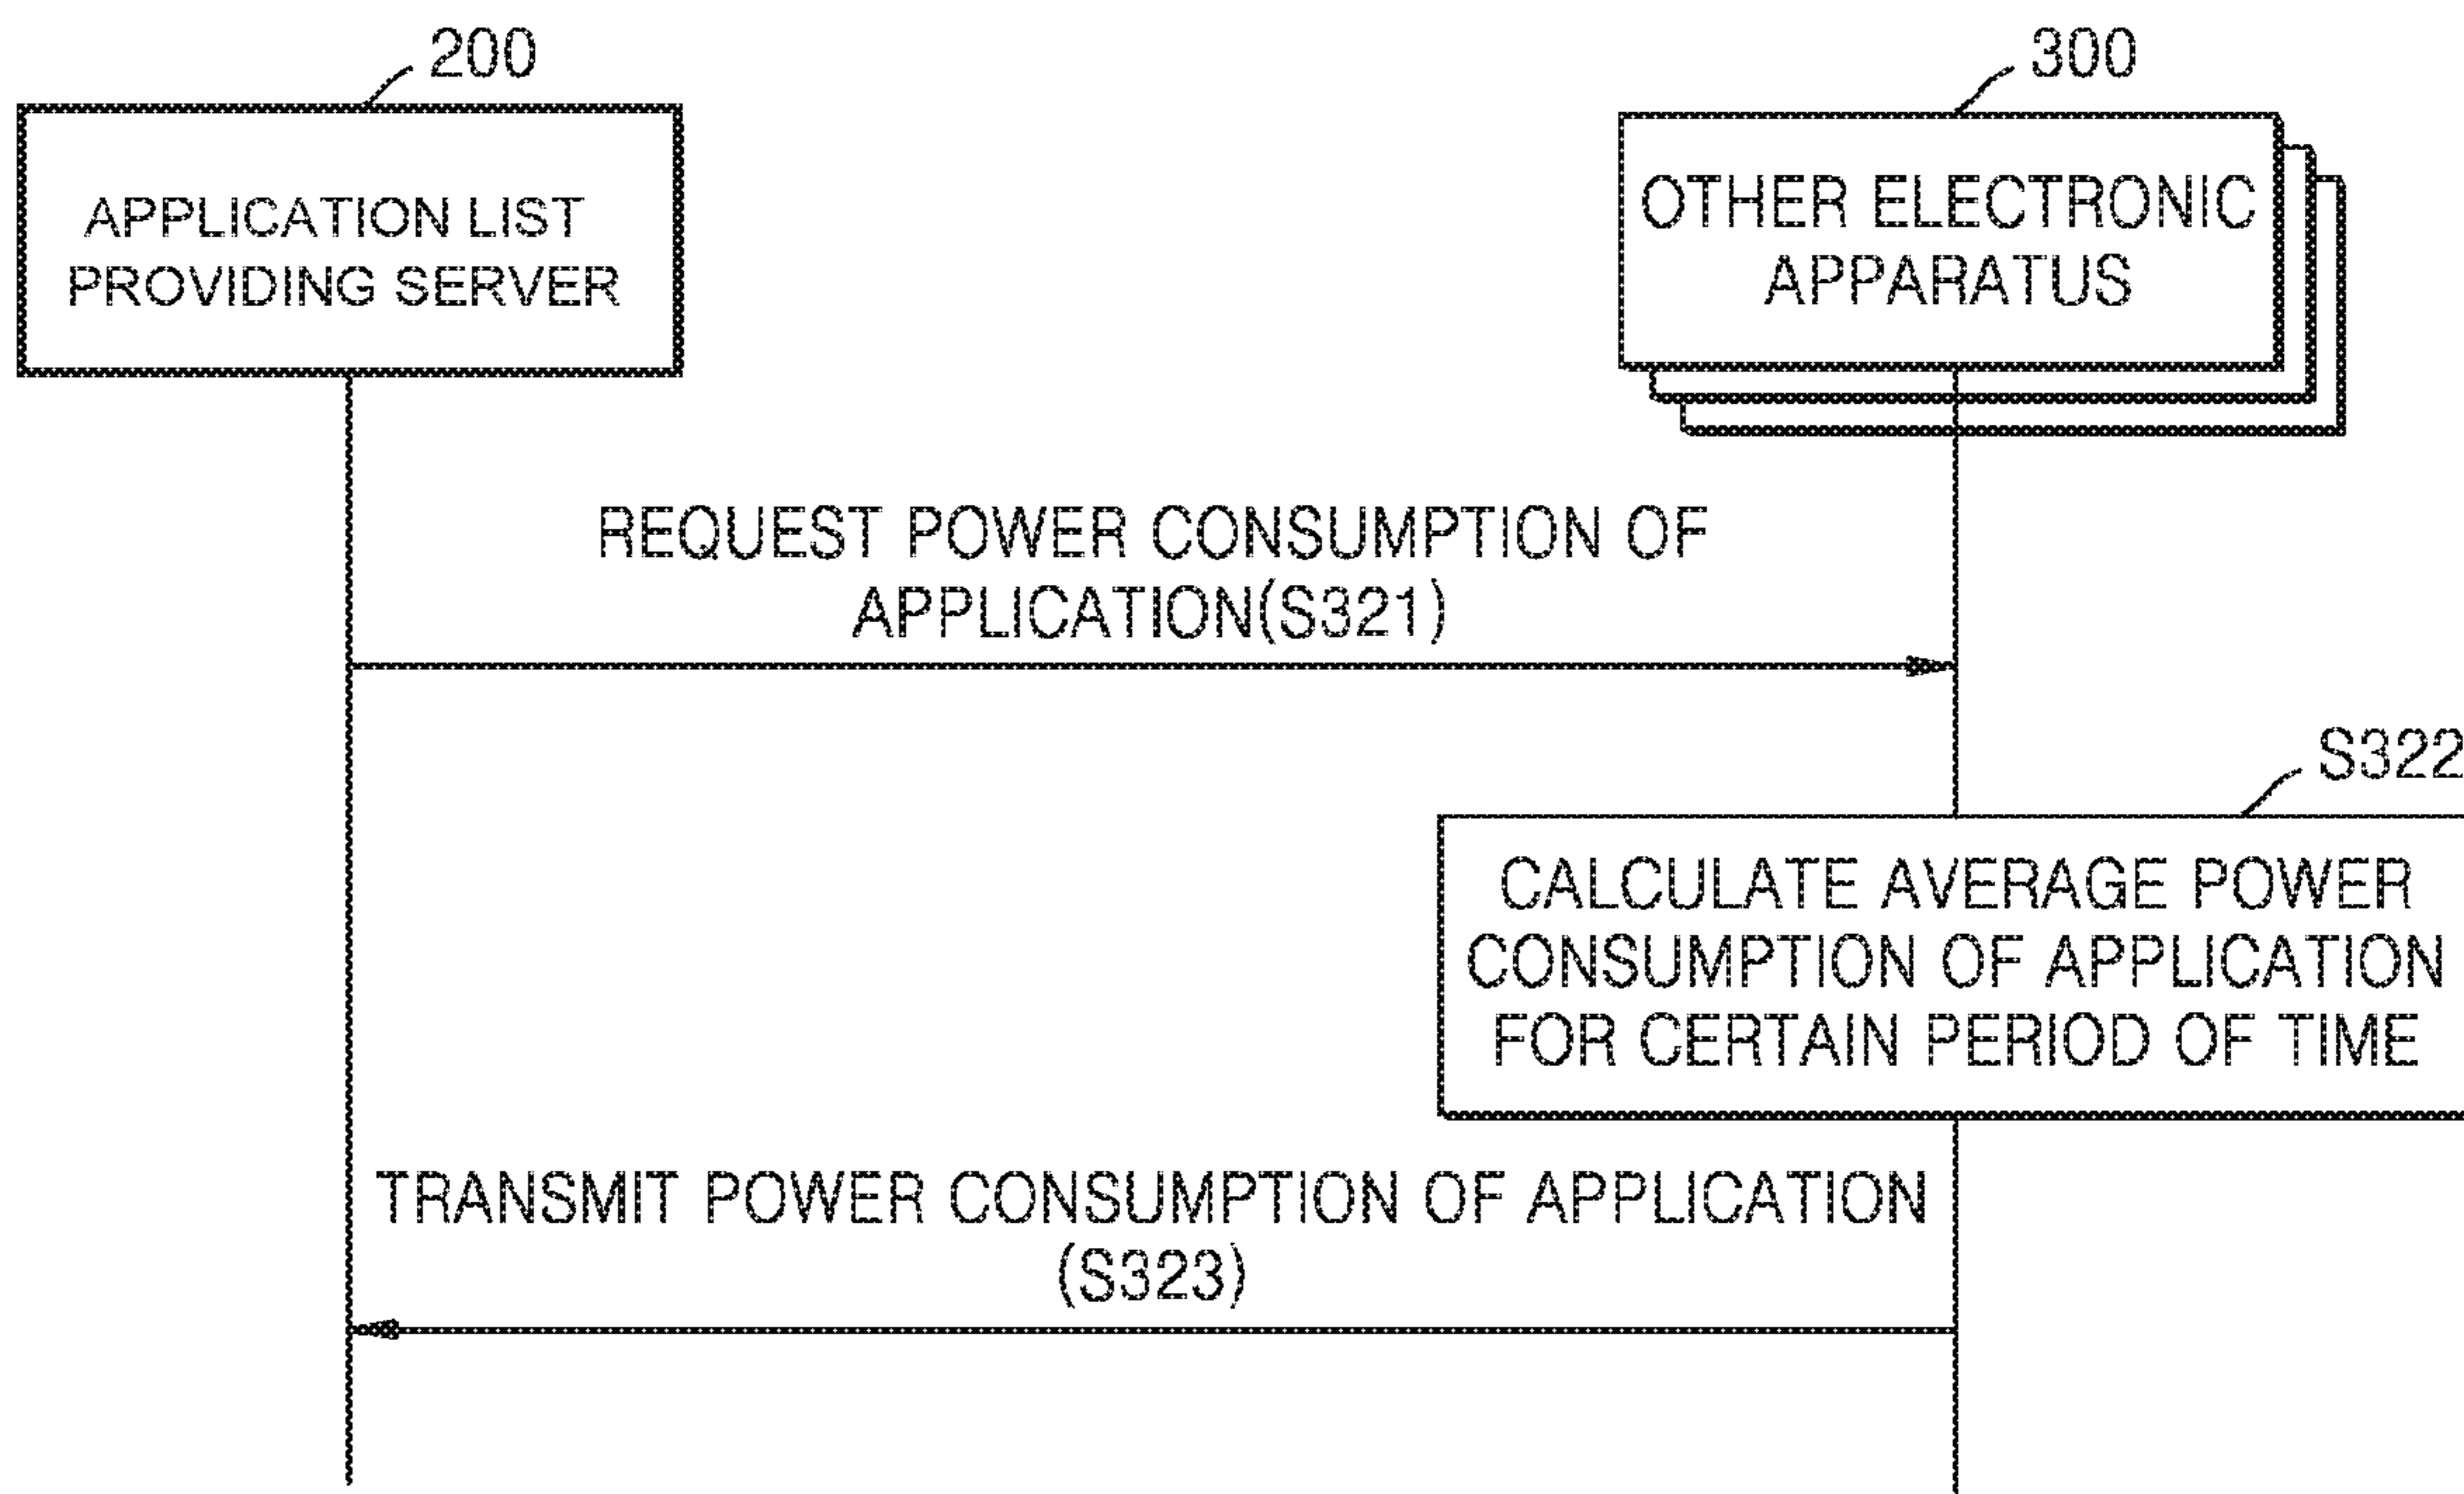 200
300
APPLICATION LIST
PROVIDING SERVER
OTHER ELECTRONIC
APPARATUS
REQUEST POWER CONSUMPTION OF
APPLICATION(S321)
S322
CALCULATE AVERAGE POWER
CONSUMPTION OF APPLICATION
FOR CERTAIN PERIOD OF TIME
TRANSMIT POWER CONSUMPTION OF APPLICATION
(S323)